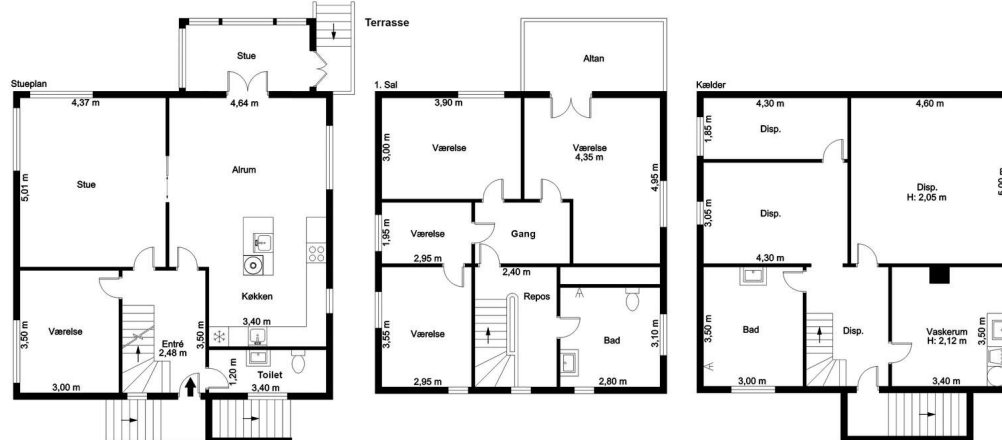 Terrasse
Stue
Stueplan
4,37 m
4,64 m
5,01 m
Stue
Alrum
Køkken
3,40 m
Værelse
3,50 m
3,00 m
Entré
2,48 m
3,50 m
1,20 m
Toilet
3,40 m
1. Sal
Altan
3,90 m
3,00 m
Værelse
Værelse
4,35 m
4,95 m
1,95 m
Værelse
2,95 m
Gang
2,40 m
Repos
3,55 m
Værelse
2,95 m
Bad
3,10 m
2,80 m
Kælder
4,30 m
1,85 m
Disp.
4,60 m
Disp.
H: 2,05 m
5,00 m
3,05 m
Disp.
4,30 m
3,50 m
Bad
3,00 m
Disp.
Vaskerum
H: 2,12 m
3,50 m
3,40 m